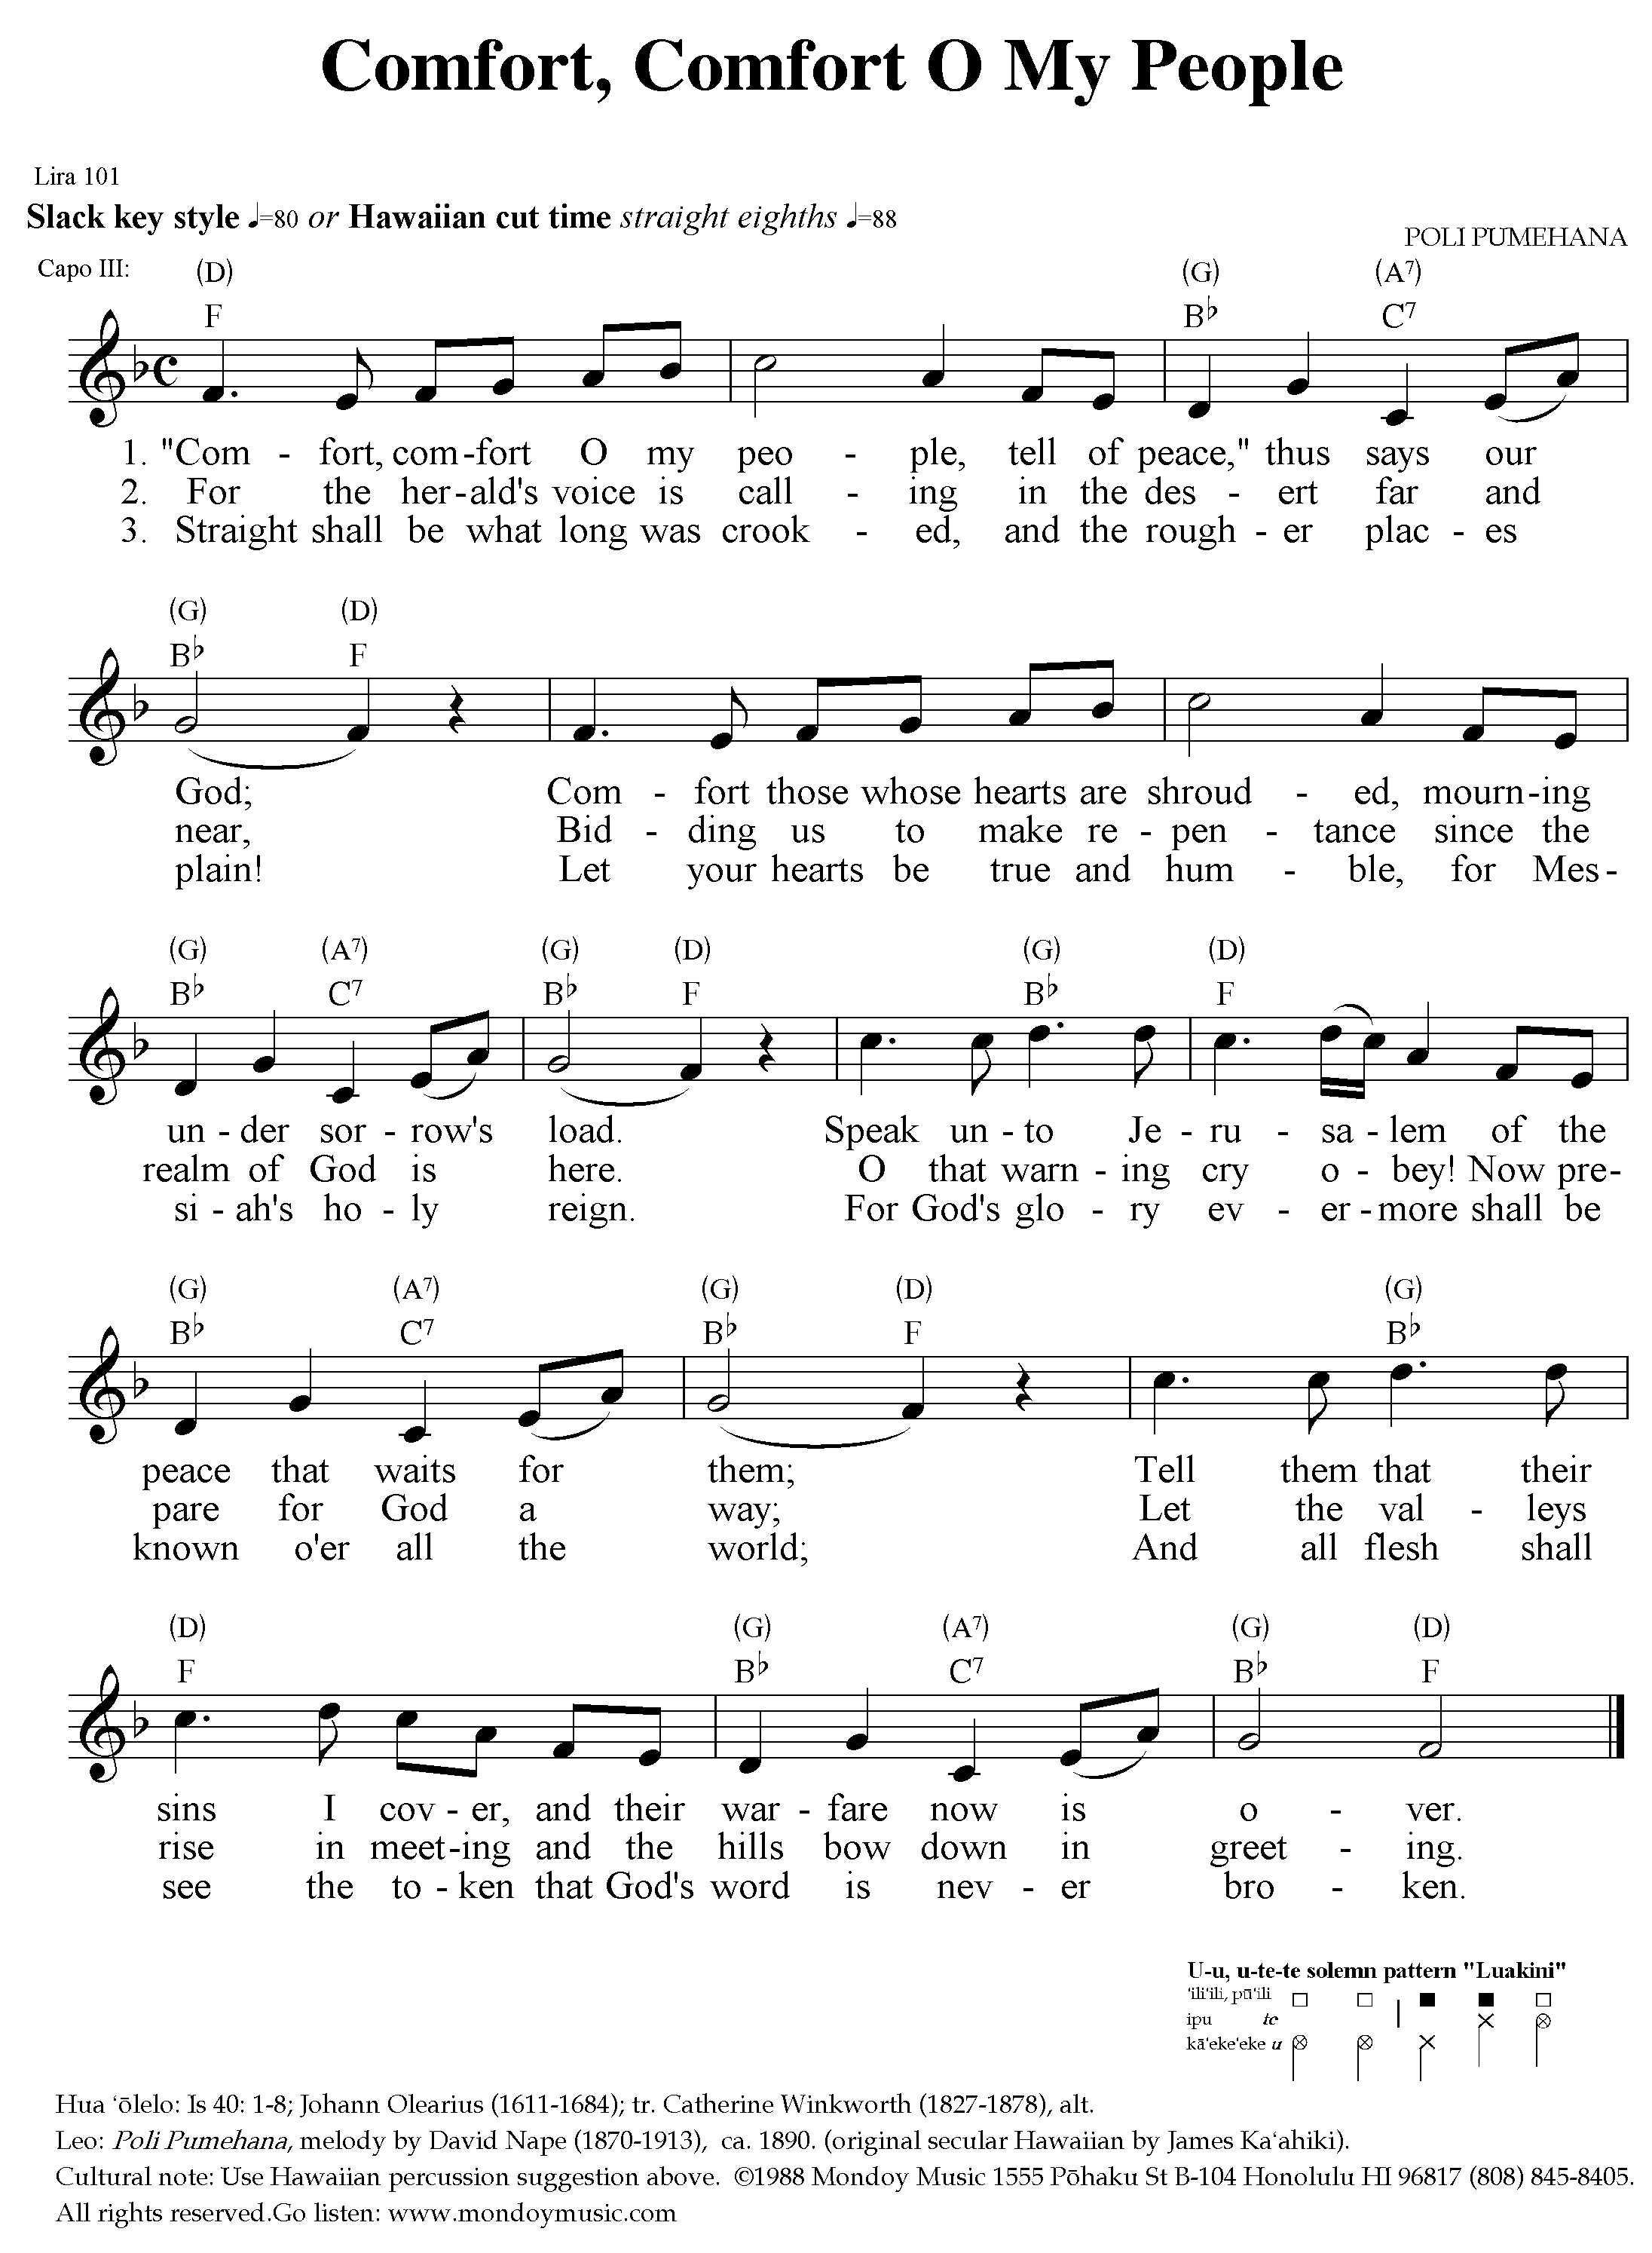 Comfort, Comfort O My People
Lira 101
Slack key style ♩=80 or Hawaiian cut time straight eighths ♩=88
POLI PUMEHANA
Capo III: (D) (G) (A7)
F B♭ C7
1. "Com - fort, com-fort O my peo - ple, tell of peace," thus says our
2. For the her-ald's voice is call - ing in the des - ert far and
3. Straight shall be what long was crook - ed, and the rough - er plac - es
(G) (D)
B♭ F
God; Com - fort those whose hearts are shroud - ed, mourn-ing
near, Bid - ding us to make re - pen - tance since the
plain! Let your hearts be true and hum - ble, for Mes-
(G) (A7) (G) (D) (G) (D)
B♭ C7 B♭ F B♭ F
un - der sor - row's load. Speak un - to Je - ru - sa - lem of the
realm of God is here. O that warn - ing cry o - bey! Now pre-
si - ah's ho - ly reign. For God's glo - ry ev - er - more shall be
(G) (A7) (G) (D) (G)
B♭ C7 B♭ F B♭
peace that waits for them; Tell them that their
pare for God a way; Let the val - leys
known o'er all the world; And all flesh shall
(D) (G) (A7) (G) (D)
F B♭ C7 B♭ F
sins I cov - er, and their war - fare now is o - ver.
rise in meet-ing and the hills bow down in greet - ing.
see the to - ken that God's word is nev - er bro - ken.
U-u, u-te-te solemn pattern "Luakini"
'ili'ili, pū'ili
ipu te
kā'eke'eke u
Hua ʻōlelo: Is 40: 1-8; Johann Olearius (1611-1684); tr. Catherine Winkworth (1827-1878), alt.
Leo: Poli Pumehana, melody by David Nape (1870-1913), ca. 1890. (original secular Hawaiian by James Kaʻahiki).
Cultural note: Use Hawaiian percussion suggestion above. ©1988 Mondoy Music 1555 Pōhaku St B-104 Honolulu HI 96817 (808) 845-8405.
All rights reserved.Go listen: www.mondoymusic.com